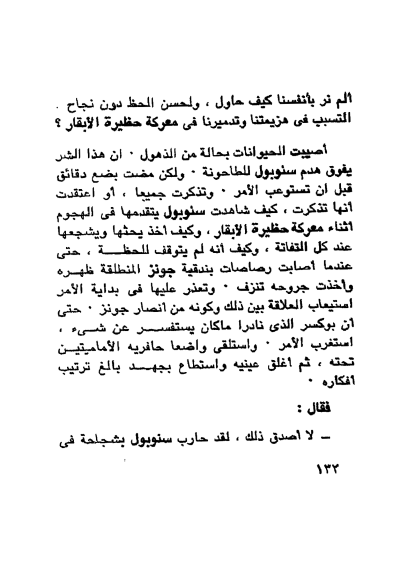 ألم نر بأنفسنا كيف حاول ، ولحسن الحظ دون نجاح .
التسبب فى هزيمتنا وتدميرنا فى معركة حظيرة الأبقار ؟
أصيبت الحيوانات بحالة من الذهول ٠ ان هذا الشر
يفوق هدم سنوبول للطاحونة ٠ ولكن مضت بضع دقائق
قبل ان تستوعب الأمر ٠ وتذكرت جميعا ، أو اعتقدت
أنها تذكرت ، كيف شاهدت سنوبول يتقدمها فى الهجوم
اثناء معركة حظيرة الأبقار ، وكيف أخذ يحثها ويشجعها
عند كل التفاتة ، وكيف أنه لم يتوقف للحظة ، حتى
عندما أصابت رصاصات بندقية جونز المنطلقة ظهره
وأخذت جروحه تنزف ٠ وتعذر عليها فى بداية الأمر
استيعاب العلاقة بين ذلك وكونه من أنصار جونز ٠ حتى
أن بوكسر الذى نادرا ماكان يستفسر عن شىء ،
استغرب الأمر ٠ واستلقى واضعا حافريه الأماميتين
تحته ، ثم أغلق عينيه واستطاع بجهد بالغ ترتيب
أفكاره ٠
فقال :
ــ لا أصدق ذلك ، لقد حارب سنوبول بشجاعة فى
١٣٢